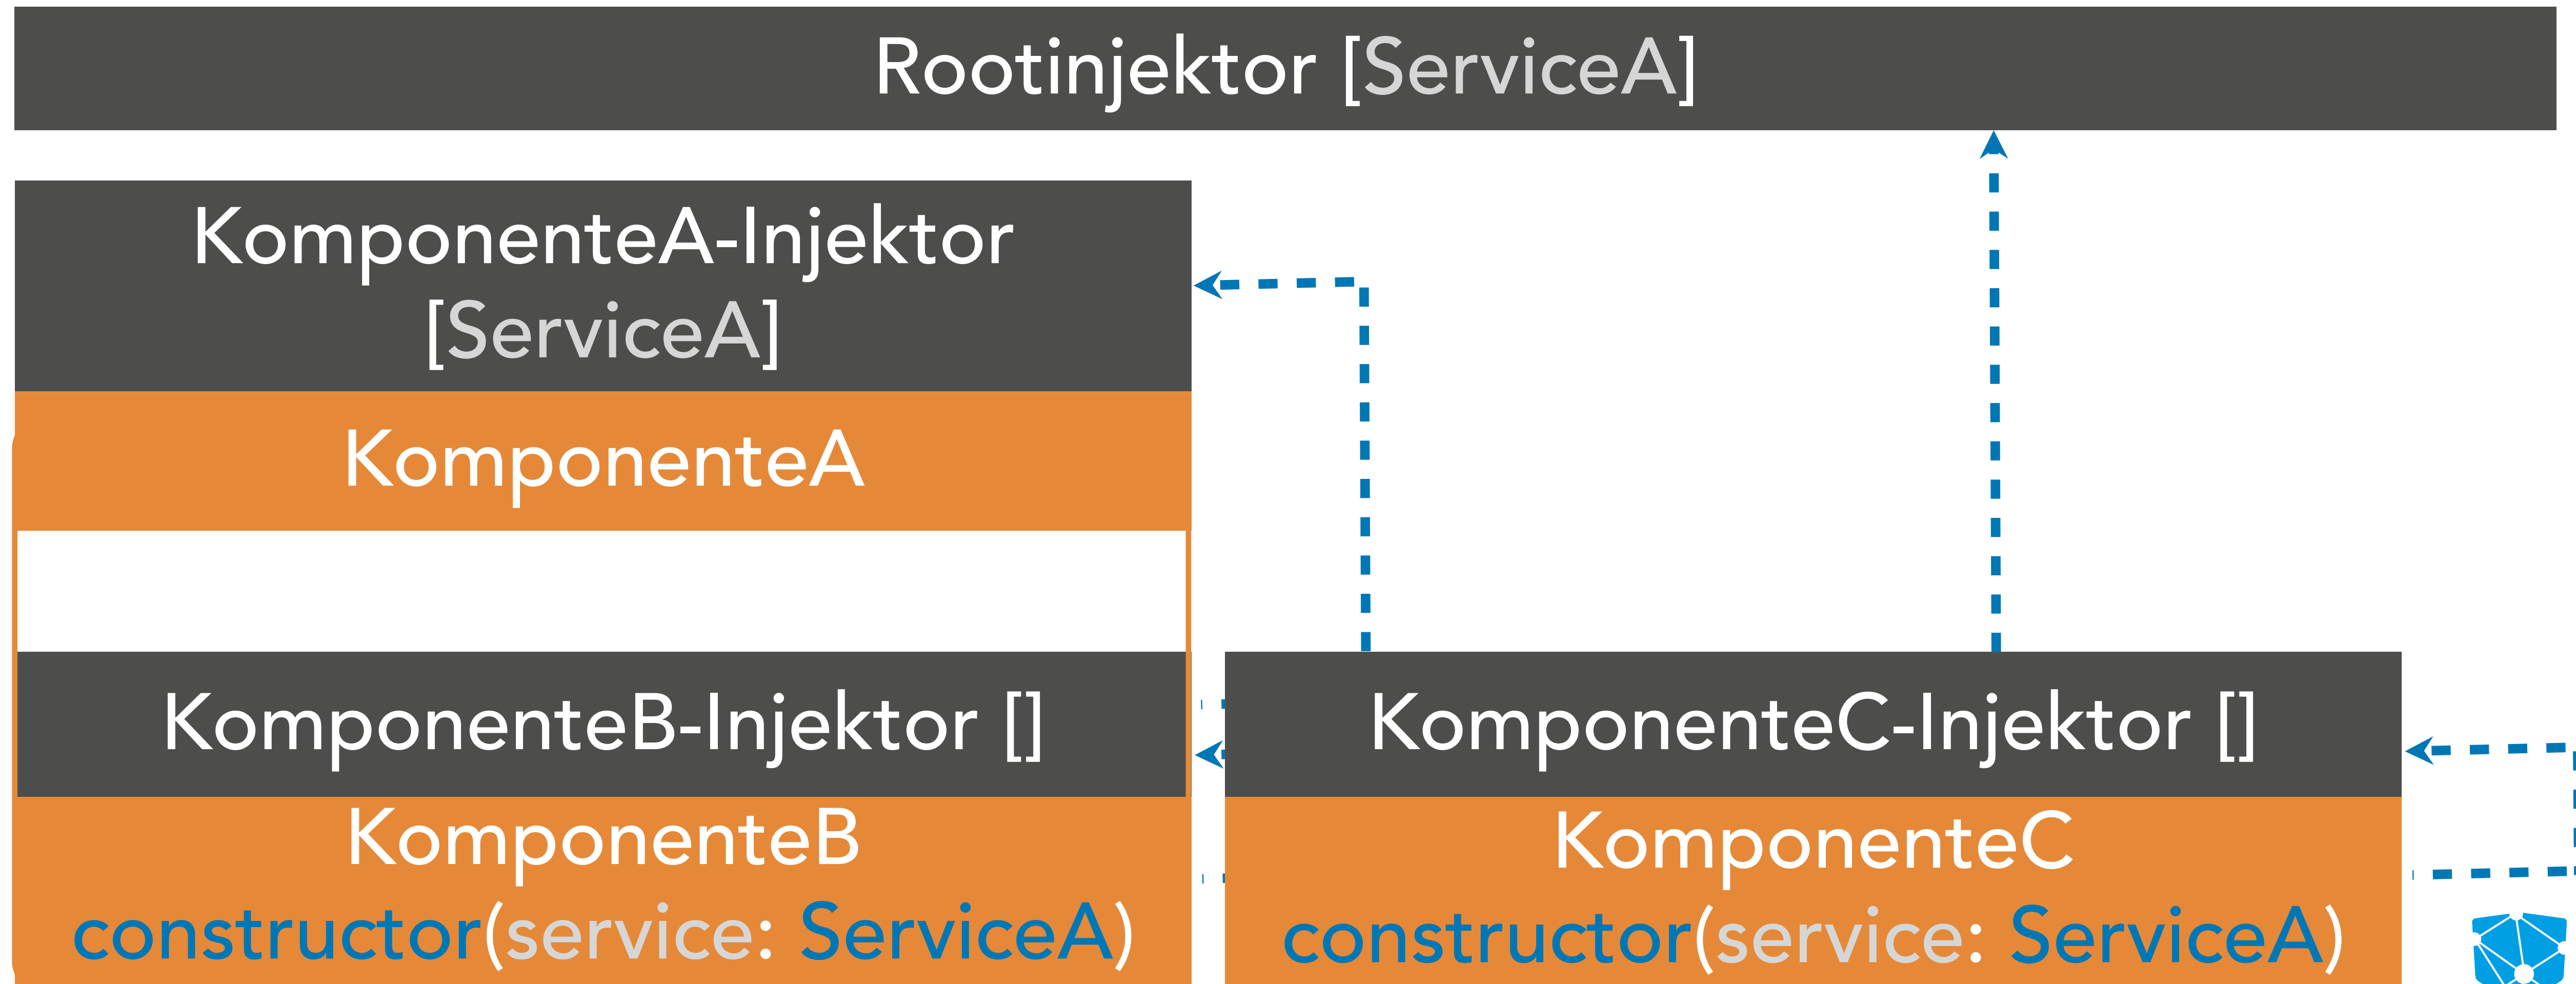 Rootinjektor [ServiceA]
KomponenteA-Injektor
[ServiceA]
KomponenteA
KomponenteB-Injektor []
KomponenteB
constructor(service: ServiceA)
KomponenteC-Injektor []
KomponenteC
constructor(service: ServiceA)